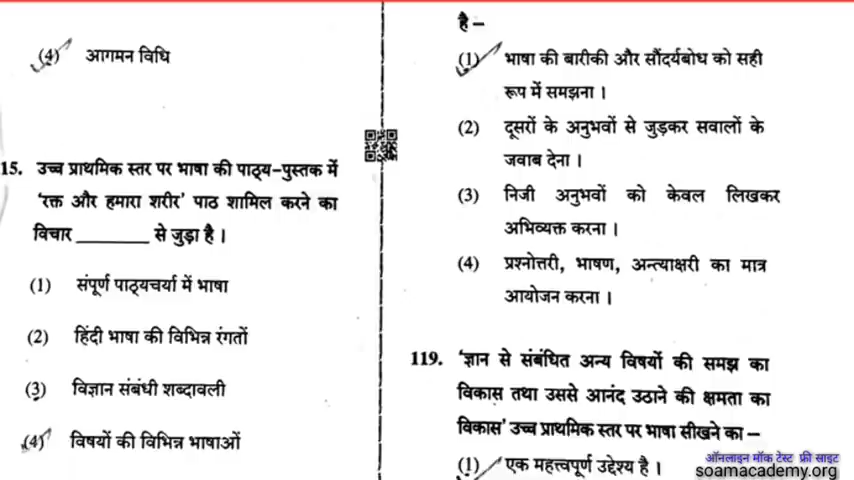 (4) आगमन विधि
15. उच्च प्राथमिक स्तर पर भाषा की पाठ्य-पुस्तक में
'रक्त और हमारा शरीर' पाठ शामिल करने का
विचार ________ से जुड़ा है ।
(1) संपूर्ण पाठ्यचर्या में भाषा
(2) हिंदी भाषा की विभिन्न रंगतों
(3) विज्ञान संबंधी शब्दावली
(4) विषयों की विभिन्न भाषाओं
है –
(1) भाषा की बारीकी और सौंदर्यबोध को सही
रूप में समझना ।
(2) दूसरों के अनुभवों से जुड़कर सवालों के
जवाब देना ।
(3) निजी अनुभवों को केवल लिखकर
अभिव्यक्त करना ।
(4) प्रश्नोत्तरी, भाषण, अन्त्याक्षरी का मात्र
आयोजन करना ।
119. 'ज्ञान से संबंधित अन्य विषयों की समझ का
विकास तथा उससे आनंद उठाने की क्षमता का
विकास' उच्च प्राथमिक स्तर पर भाषा सीखने का –
(1) एक महत्त्वपूर्ण उद्देश्य है ।
ऑनलाइन मॉक टेस्ट फ्री साइट
soamacademy.org